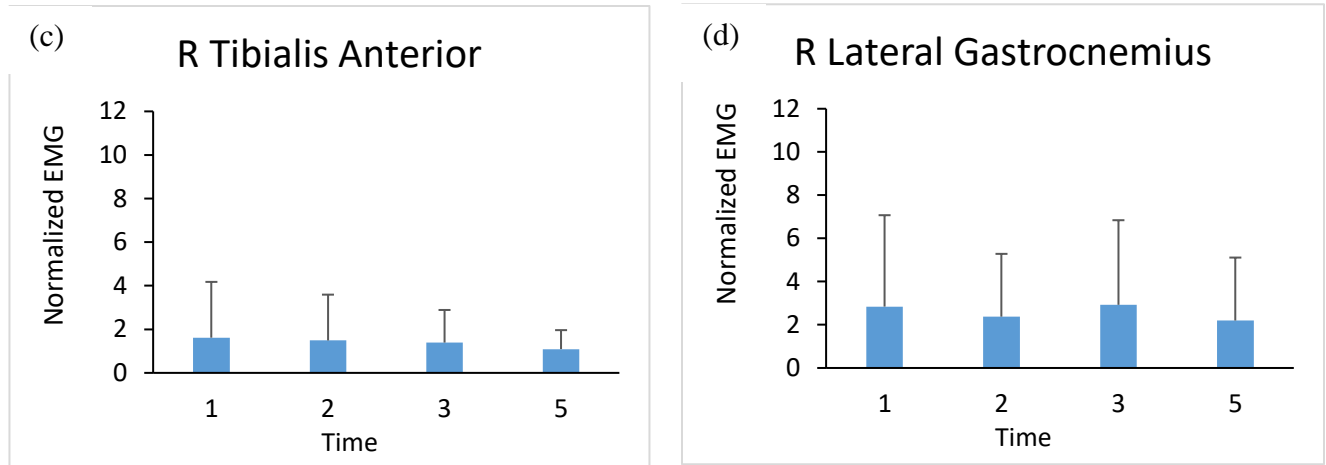 (c)
R Tibialis Anterior
Normalized EMG
12
10
8
6
4
2
0
1 2 3 5
Time
(d)
R Lateral Gastrocnemius
Normalized EMG
12
10
8
6
4
2
0
1 2 3 5
Time